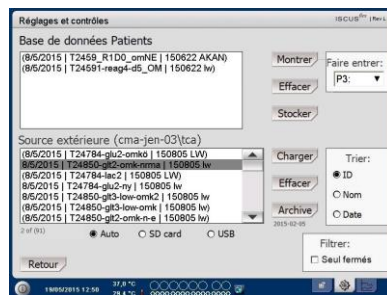 Réglages et contrôles
ISCUS
Base de données Patients
(8/5/2015 | T2459_R1D0_omNE | 150622 AKAN)
(8/5/2015 | T24591-reag4-d5_OM | 150622 lw)
Montrer
Effacer
Stocker
Faire entrer:
P3:
Source extérieure (cma-jen-03\tca)
(8/5/2015 | T24784-glu2-omkó | 150805 LW)
8/5/2015 | T24850-glt2-omk-nrma | 150805 lw)
(8/5/2015 | T24784-lac2 | 150805 LW)
(8/5/2015 | T24784-glu2-ny | 150805 lw)
(8/5/2015 | T24850-glt3-low-omk2 | 150805 lw
(8/5/2015 | T24850-glt3-low-omk | 150805 lw)
(8/5/2015 | T24850-glt2-omk-n-e | 150805 lw)
Charger
Effacer
Archive
2015-02-05
Trier:
ID
Nom
Date
2 of (91)
Auto
SD card
USB
Filtrer:
Seul fermés
Retour
19/05/2015 12:50
37,0 °C
29,4 °C